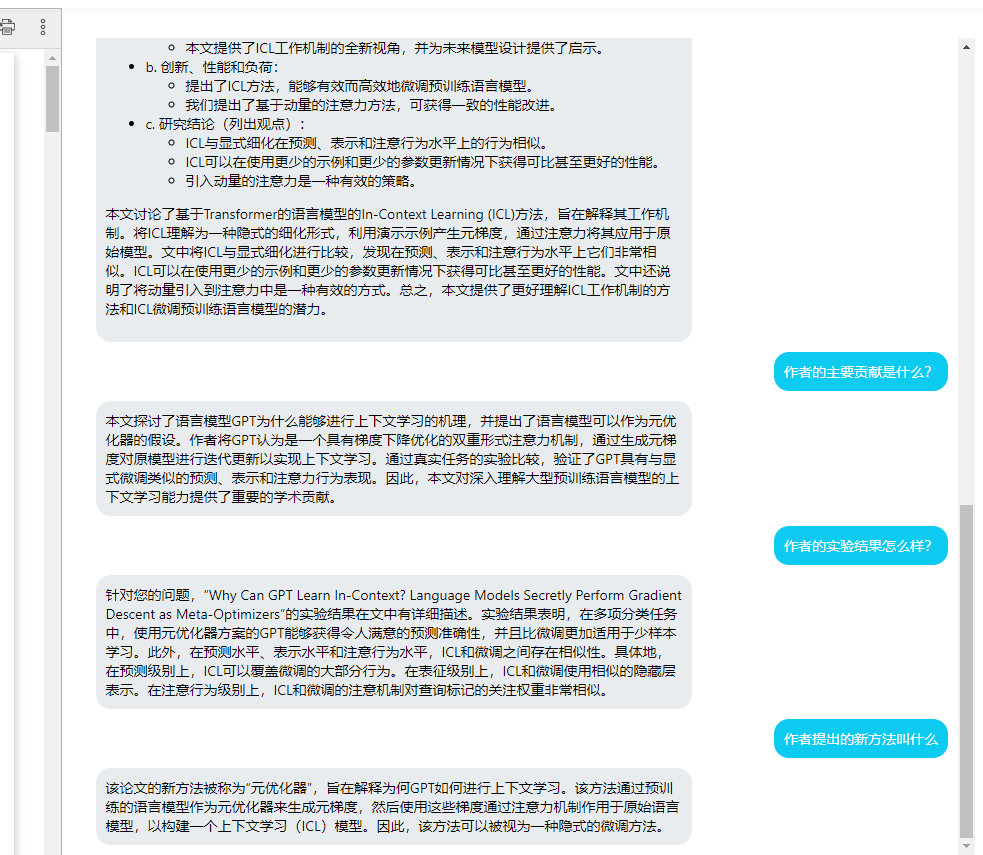 本文提供了ICL工作机制的全新视角，并为未来模型设计提供了启示。
b. 创新、性能和负荷：
提出了ICL方法，能够有效而高效地微调预训练语言模型。
我们提出了基于动量的注意力方法，可获得一致的性能改进。
c. 研究结论（列出观点）：
ICL与显式细化在预测、表示和注意行为水平上的行为相似。
ICL可以在使用更少的示例和更少的参数更新情况下获得可比甚至更好的性能。
引入动量的注意力是一种有效的策略。
本文讨论了基于Transformer的语言模型的In-Context Learning (ICL)方法，旨在解释其工作机
制。将ICL理解为一种隐式的细化形式，利用演示示例产生元梯度，通过注意力将其应用于原
始模型。文中将ICL与显式细化进行比较，发现在预测、表示和注意行为水平上它们非常相
似。ICL可以在使用更少的示例和更少的参数更新情况下获得可比甚至更好的性能。文中还说
明了将动量引入到注意力中是一种有效的方式。总之，本文提供了更好理解ICL工作机制的方
法和ICL微调预训练语言模型的潜力。
作者的主要贡献是什么？
本文探讨了语言模型GPT为什么能够进行上下文学习的机理，并提出了语言模型可以作为元优
化器的假设。作者将GPT认为是一个具有梯度下降优化的双重形式注意力机制，通过生成元梯
度对原模型进行迭代更新以实现上下文学习。通过真实任务的实验比较，验证了GPT具有与显
式微调类似的预测、表示和注意力行为表现。因此，本文对深入理解大型预训练语言模型的上
下文学习能力提供了重要的学术贡献。
作者的实验结果怎么样？
针对您的问题，“Why Can GPT Learn In-Context? Language Models Secretly Perform Gradient
Descent as Meta-Optimizers”的实验结果在文中有详细描述。实验结果表明，在多项分类任务
中，使用元优化器方案的GPT能够获得令人满意的预测准确性，并且比微调更加适用于少样本
学习。此外，在预测水平、表示水平和注意行为水平，ICL和微调之间存在相似性。具体地，
在预测级别上，ICL可以覆盖微调的大部分行为。在表征级别上，ICL和微调使用相似的隐藏层
表示。在注意行为级别上，ICL和微调的注意机制对查询标记的关注权重非常相似。
作者提出的新方法叫什么
该论文的新方法被称为“元优化器”，旨在解释为何GPT如何进行上下文学习。该方法通过预训
练的语言模型作为元优化器来生成元梯度，然后使用这些梯度通过注意力机制作用于原始语言
模型，以构建一个上下文学习（ICL）模型。因此，该方法可以被视为一种隐式的微调方法。